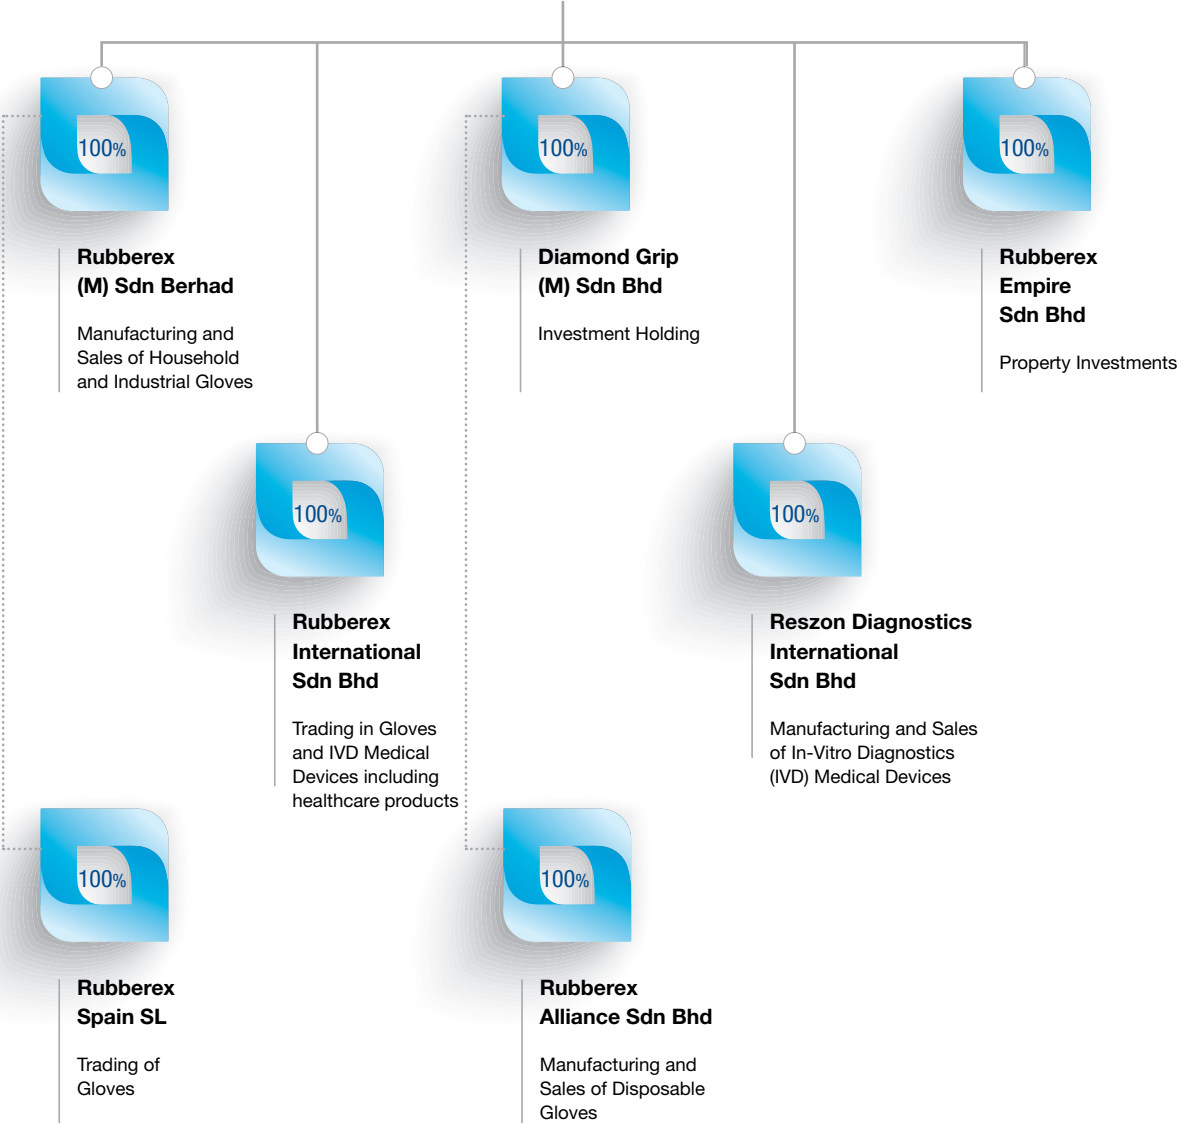 100%
Rubberex
(M) Sdn Berhad
Manufacturing and
Sales of Household
and Industrial Gloves
100%
Diamond Grip
(M) Sdn Bhd
Investment Holding
100%
Rubberex
Empire
Sdn Bhd
Property Investments
100%
Rubberex
International
Sdn Bhd
Trading in Gloves
and IVD Medical
Devices including
healthcare products
100%
Reszon Diagnostics
International
Sdn Bhd
Manufacturing and Sales
of In-Vitro Diagnostics
(IVD) Medical Devices
100%
Rubberex
Spain SL
Trading of
Gloves
100%
Rubberex
Alliance Sdn Bhd
Manufacturing and
Sales of Disposable
Gloves